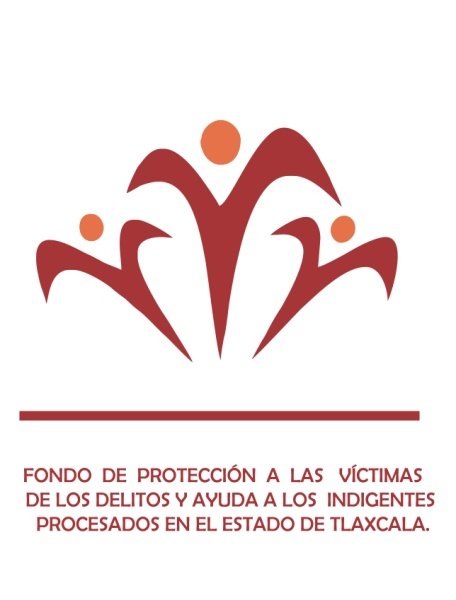 FONDO DE PROTECCIÓN A LAS VÍCTIMAS
DE LOS DELITOS Y AYUDA A LOS INDIGENTES
PROCESADOS EN EL ESTADO DE TLAXCALA.